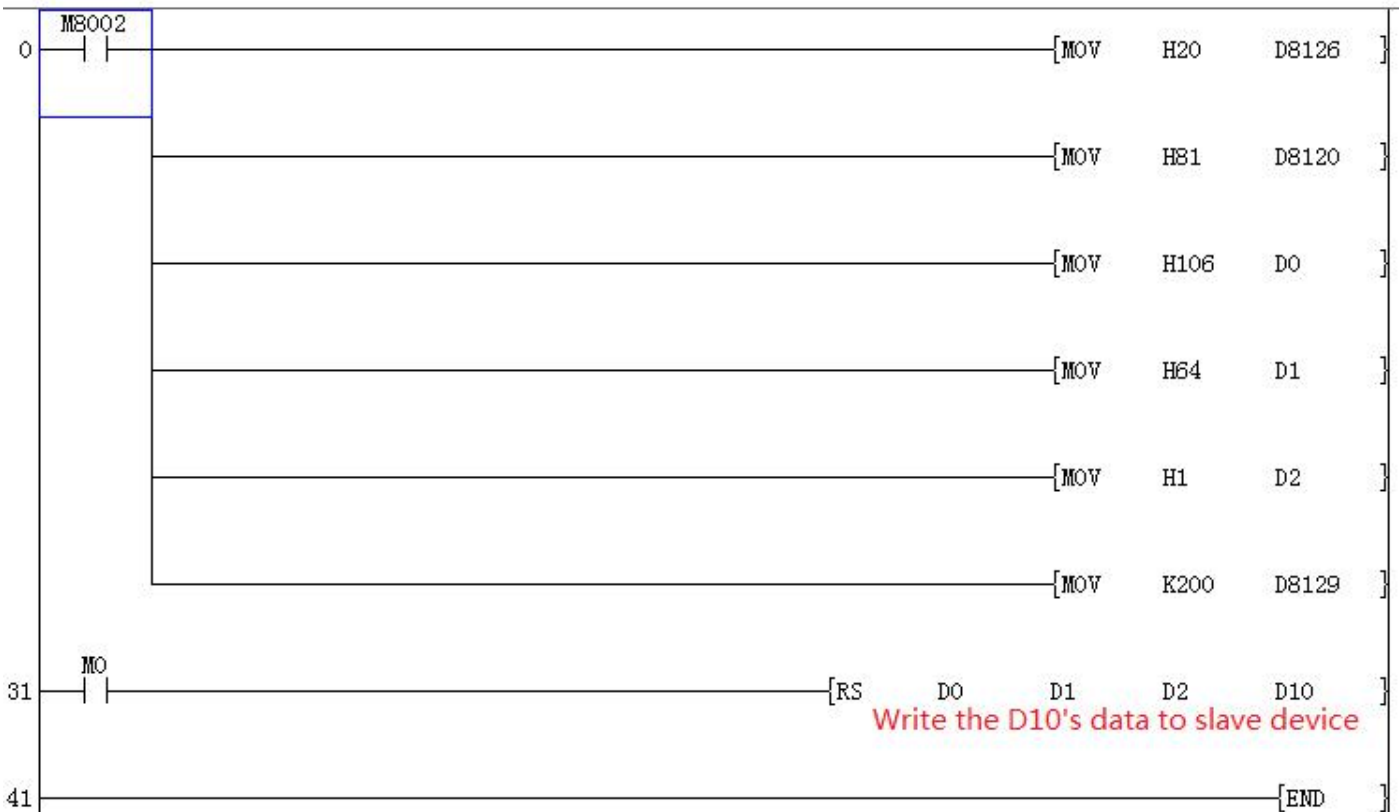 M8002
0 [MOV H20 D8126 ]
[MOV H81 D8120 ]
[MOV H106 D0 ]
[MOV H64 D1 ]
[MOV H1 D2 ]
[MOV K200 D8129 ]
M0
31 [RS D0 D1 D2 D10 ]
Write the D10's data to slave device
41 [END ]